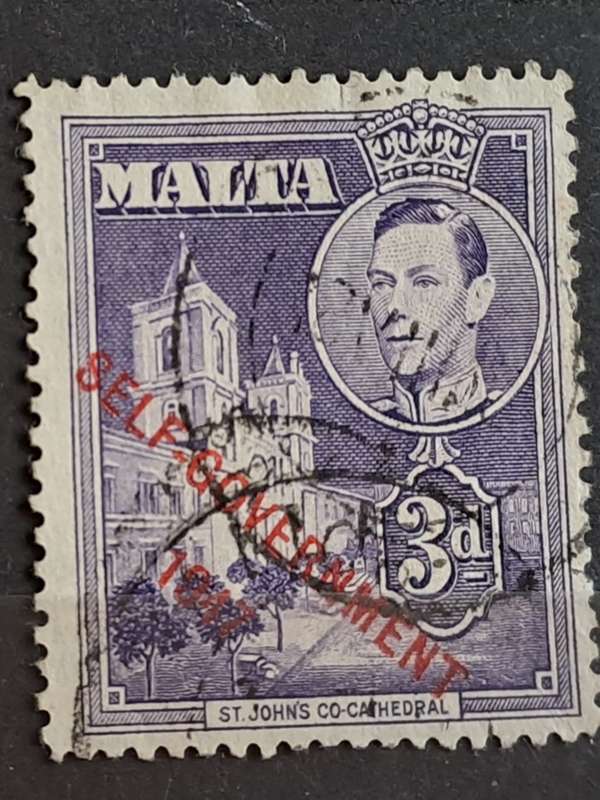 MALTA
3d
SELF-GOVERNMENT
1947
ST. JOHN'S CO-CATHEDRAL